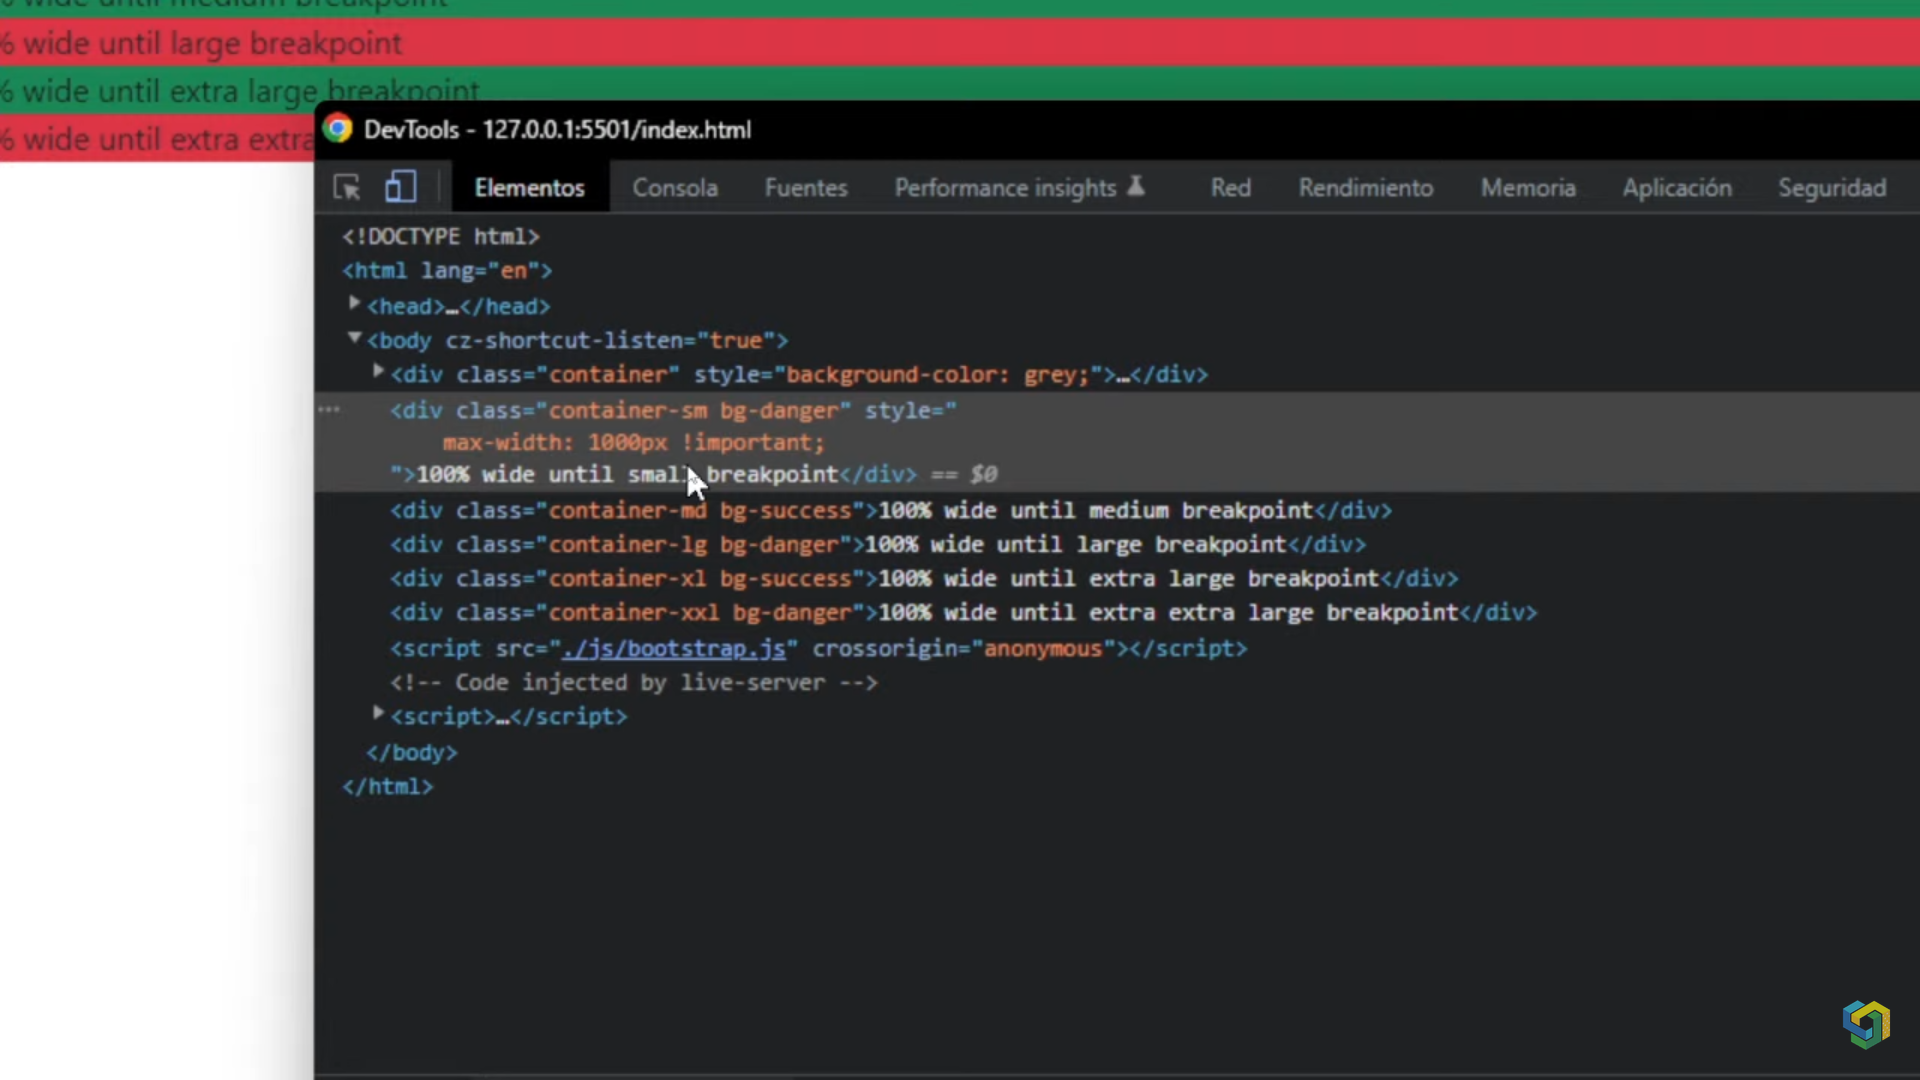 % wide until medium breakpoint
% wide until large breakpoint
% wide until extra large breakpoint
% wide until extra extra
DevTools - 127.0.0.1:5501/index.html
Elementos Consola Fuentes Performance insights Red Rendimiento Memoria Aplicación Seguridad
<!DOCTYPE html>
<html lang="en">
<head>…</head>
<body cz-shortcut-listen="true">
<div class="container" style="background-color: grey;">…</div>
<div class="container-sm bg-danger" style="
max-width: 1000px !important;
">100% wide until small breakpoint</div> == $0
<div class="container-md bg-success">100% wide until medium breakpoint</div>
<div class="container-lg bg-danger">100% wide until large breakpoint</div>
<div class="container-xl bg-success">100% wide until extra large breakpoint</div>
<div class="container-xxl bg-danger">100% wide until extra extra large breakpoint</div>
<script src="./js/bootstrap.js" crossorigin="anonymous"></script>
<!-- Code injected by live-server -->
<script>…</script>
</body>
</html>